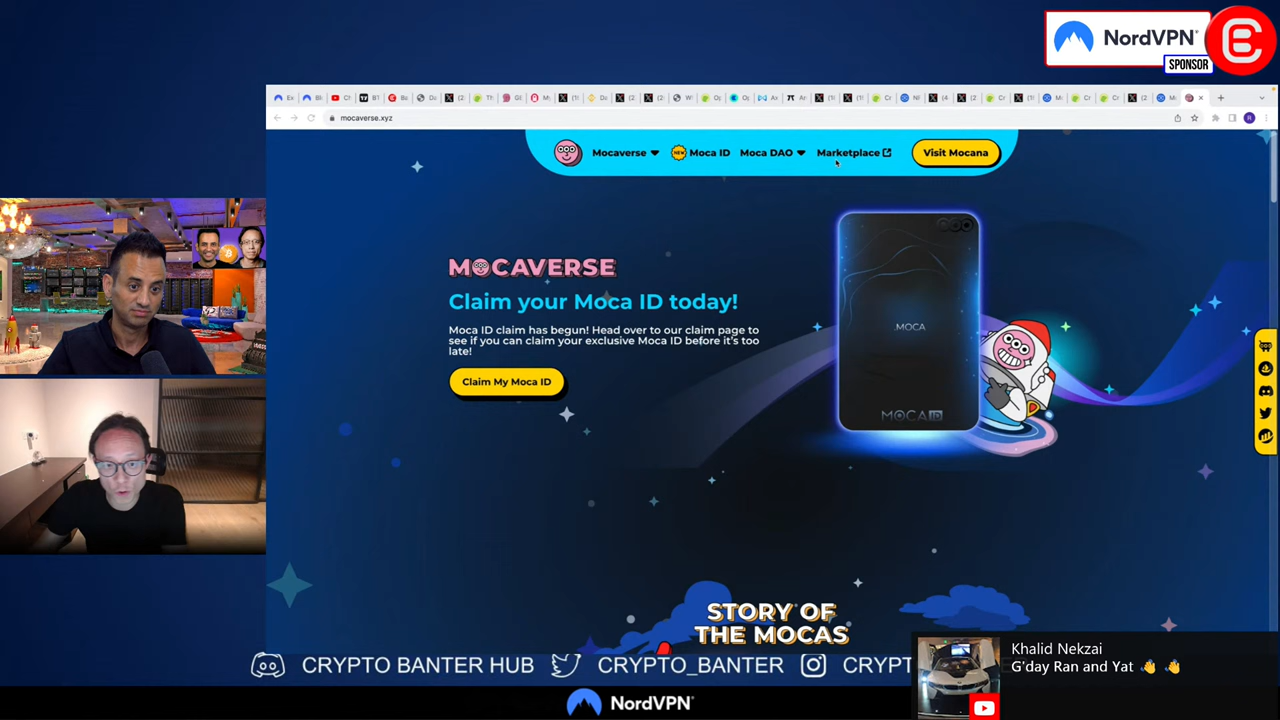 NordVPN®
SPONSOR
mocaverse.xyz
Mocaverse
NEW
Moca ID
Moca DAO
Marketplace
Visit Mocana
MOCAVERSE
Claim your Moca ID today!
Moca ID claim has begun! Head over to our claim page to
see if you can claim your exclusive Moca ID before it's too
late!
Claim My Moca ID
.MOCA
MOCA ID
STORY OF
THE MOCAS
Khalid Nekzai
G'day Ran and Yat 👋 👋
CRYPTO BANTER HUB
CRYPTO_BANTER
CRYPT
NordVPN®